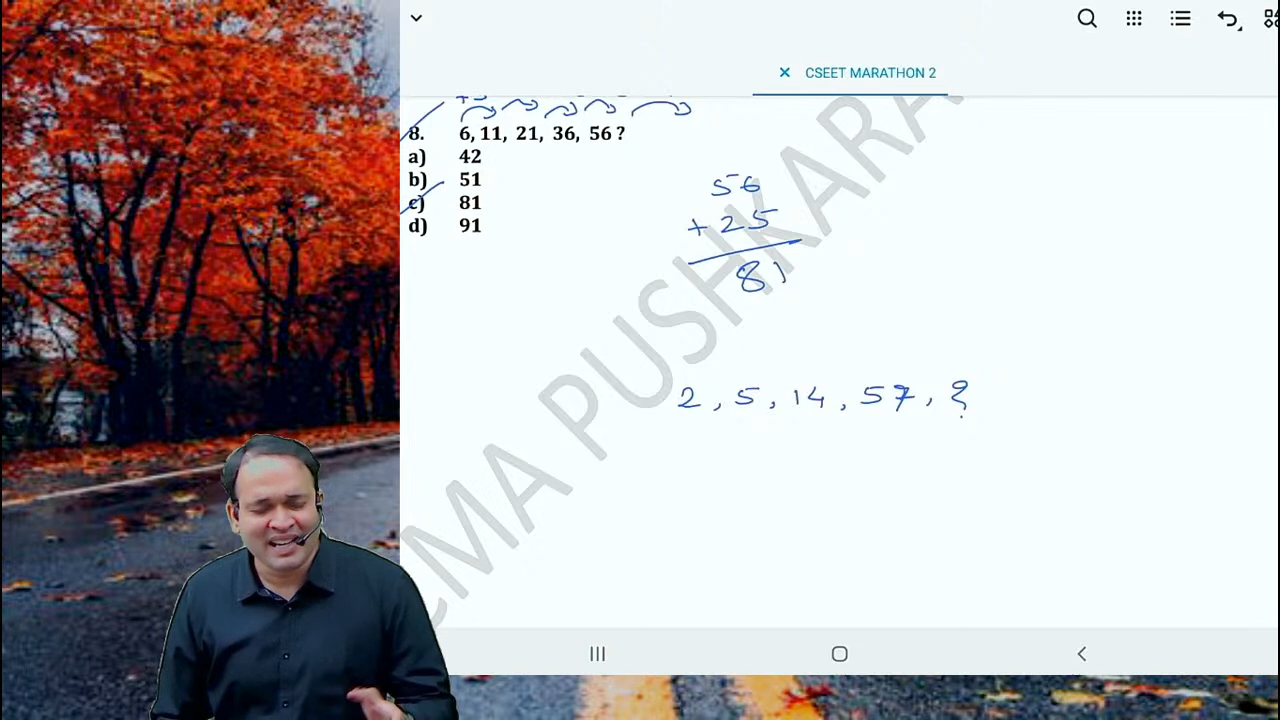 CSEET MARATHON 2
8. 6, 11, 21, 36, 56 ?
a) 42
b) 51
c) 81
d) 91
56
+ 25
81
2, 5, 14, 57, ?
CMA PUSHKARA